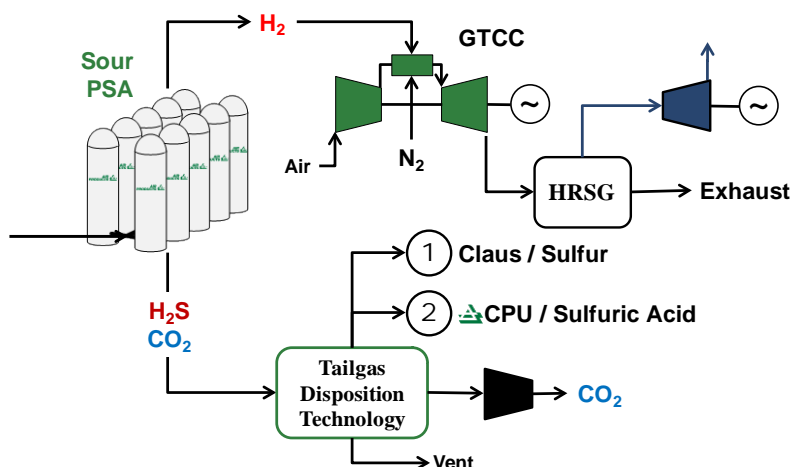 H₂
GTCC
Sour
PSA
~
~
Air
N₂
HRSG
Exhaust
1
Claus / Sulfur
2
CPU / Sulfuric Acid
H₂S
CO₂
Tailgas
Disposition
Technology
CO₂
Vent